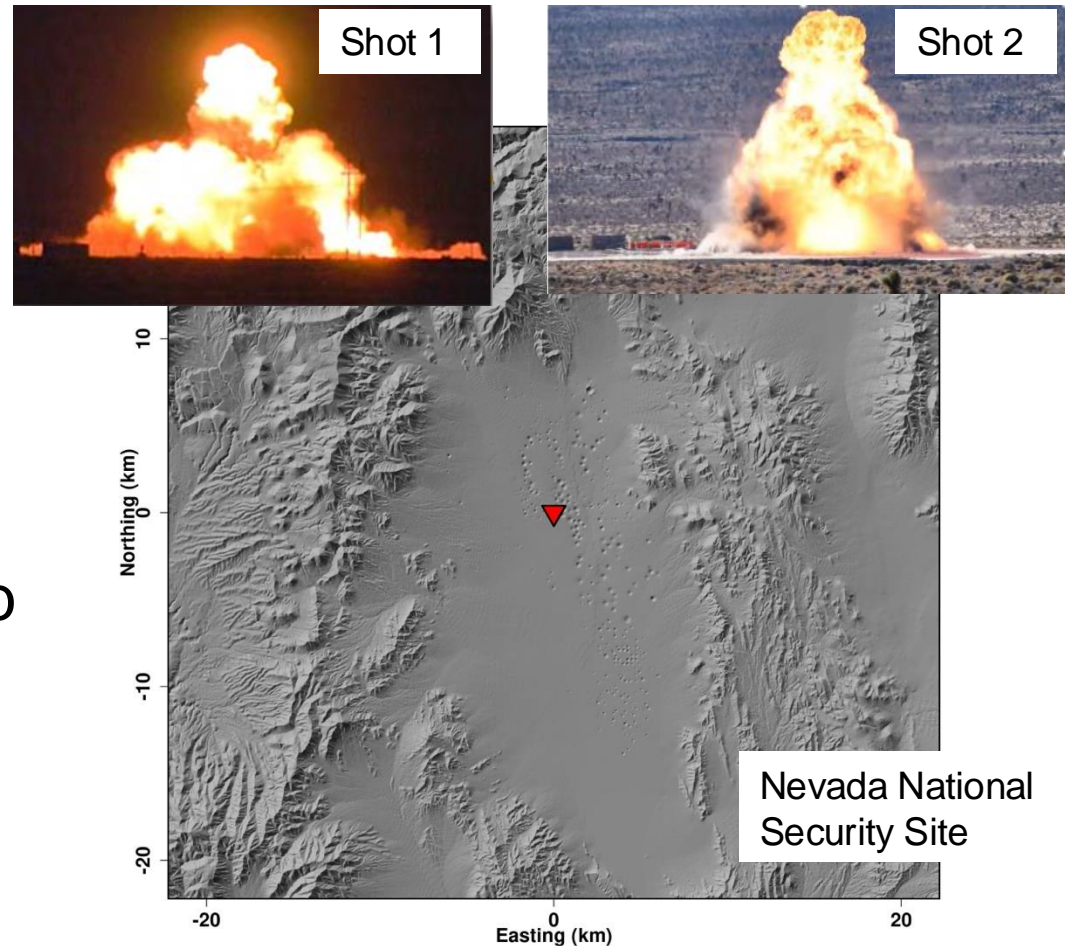 Shot 1
Shot 2
10
0
-10
-20
Northing (km)
Nevada National
Security Site
-20
0
20
Easting (km)